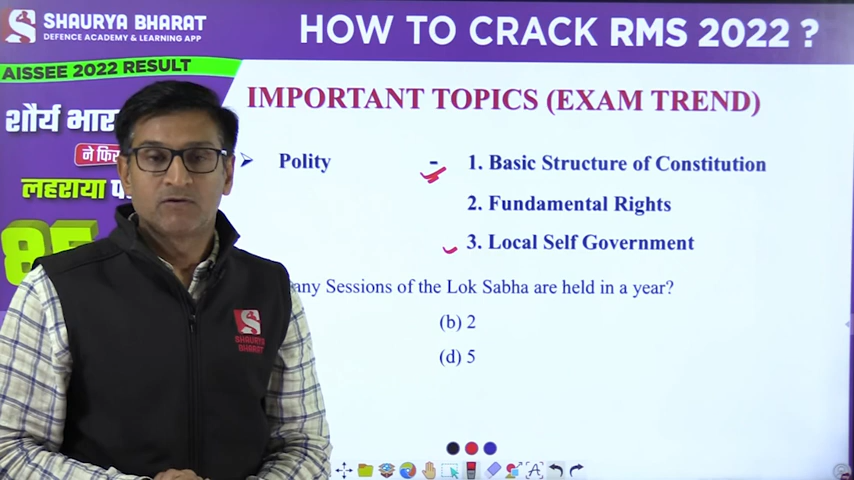 SHAURYA BHARAT
DEFENCE ACADEMY & LEARNING APP
HOW TO CRACK RMS 2022 ?
AISSEE 2022 RESULT
शौर्य
ने
लहराया
IMPORTANT TOPICS (EXAM TREND)
➤ Polity - 1. Basic Structure of Constitution
2. Fundamental Rights
3. Local Self Government
any Sessions of the Lok Sabha are held in a year?
(b) 2
(d) 5
SHAURYA
BHARAT